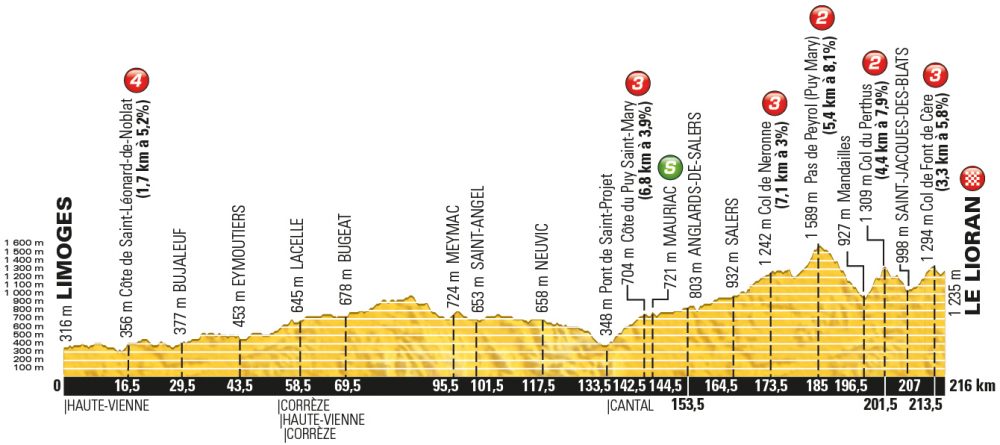 4
316 m LIMOGES
356 m Côte de Saint-Léonard-de-Noblat
(1,7 km à 5,2%)
377 m BUJALEUF
453 m EYMOUTIERS
645 m LACELLE
678 m BUGEAT
724 m MEYMAC
653 m SAINT-ANGEL
658 m NEUVIC
348 m Pont de Saint-Projet
3
704 m Côte du Puy Saint-Mary
(6,8 km à 3,9%)
S
721 m MAURIAC
803 m ANGLARDS-DE-SALERS
932 m SALERS
3
1 242 m Col de Neronne
(7,1 km à 3%)
2
1 589 m Pas de Peyrol (Puy Mary)
(5,4 km à 8,1%)
927 m Mandailles
2
1 309 m Col du Perthus
(4,4 km à 7,9%)
998 m SAINT-JACQUES-DES-BLATS
3
1 294 m Col de Font de Cère
(3,3 km à 5,8%)
1 235 m
LE LIORAN
1 600 m
1 500 m
1 400 m
1 300 m
1 200 m
1 100 m
1 000 m
900 m
800 m
700 m
600 m
500 m
400 m
300 m
200 m
100 m
0 16,5 29,5 43,5 58,5 69,5 95,5 101,5 117,5 133,5 142,5 144,5 164,5 173,5 185 196,5 207 216 km
153,5 201,5 213,5
|HAUTE-VIENNE |CORRÈZE |CANTAL
|HAUTE-VIENNE
|CORRÈZE